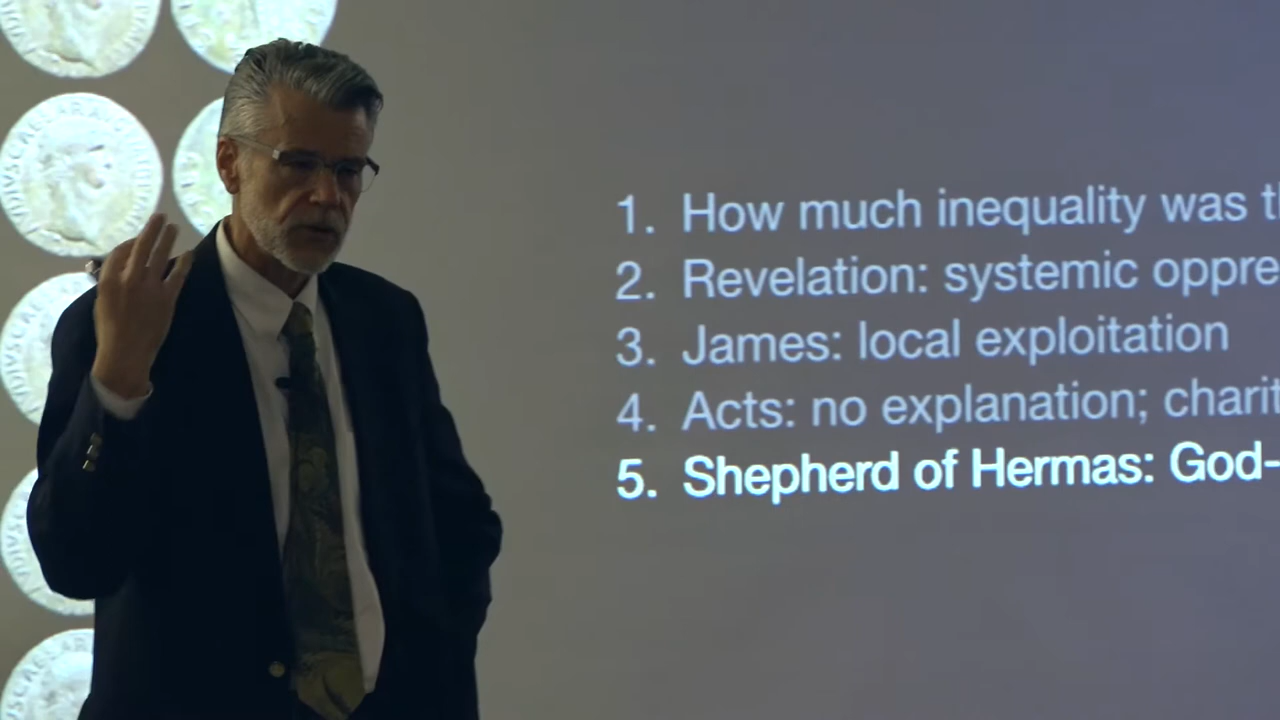 1. How much inequality was
2. Revelation: systemic
3. James: local exploitation
4. Acts: no explanation;
5. Shepherd of Hermas: God-